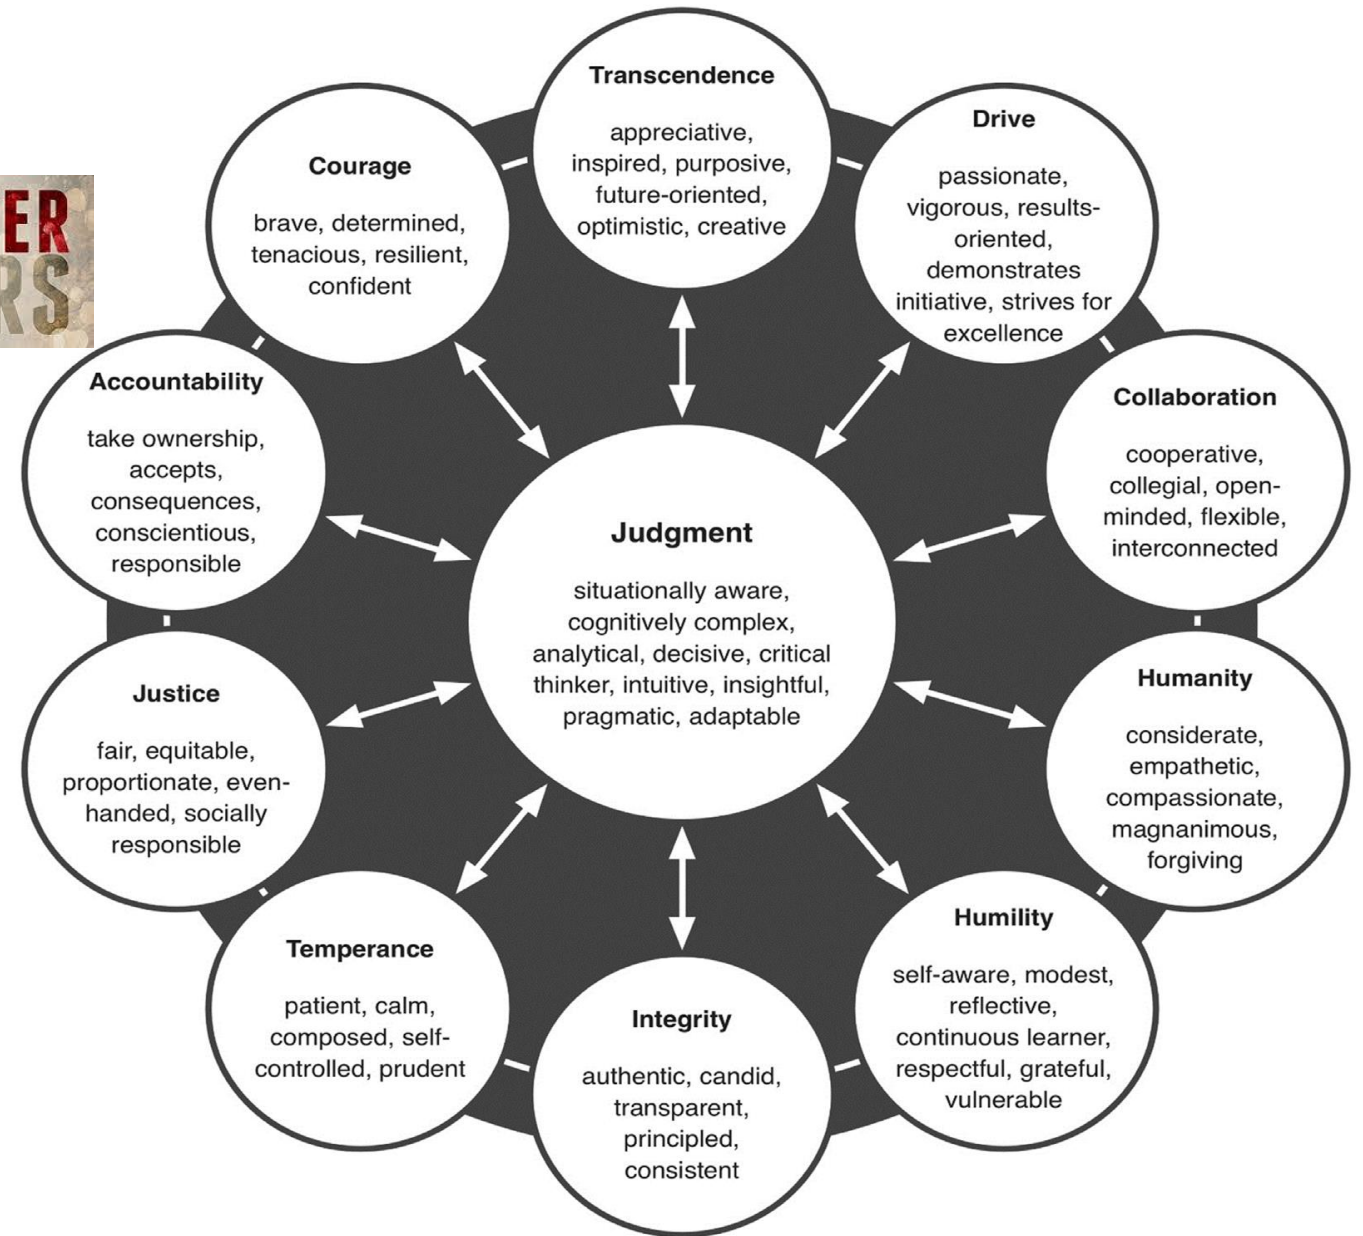 Transcendence
appreciative,
inspired, purposive,
future-oriented,
optimistic, creative
Drive
passionate,
vigorous, results-
oriented,
demonstrates
initiative, strives for
excellence
Collaboration
cooperative,
collegial, open-
minded, flexible,
interconnected
Humanity
considerate,
empathetic,
compassionate,
magnanimous,
forgiving
Humility
self-aware, modest,
reflective,
continuous learner,
respectful, grateful,
vulnerable
Integrity
authentic, candid,
transparent,
principled,
consistent
Temperance
patient, calm,
composed, self-
controlled, prudent
Justice
fair, equitable,
proportionate, even-
handed, socially
responsible
Accountability
take ownership,
accepts,
consequences,
conscientious,
responsible
Courage
brave, determined,
tenacious, resilient,
confident
Judgment
situationally aware,
cognitively complex,
analytical, decisive, critical
thinker, intuitive, insightful,
pragmatic, adaptable
ER
RS